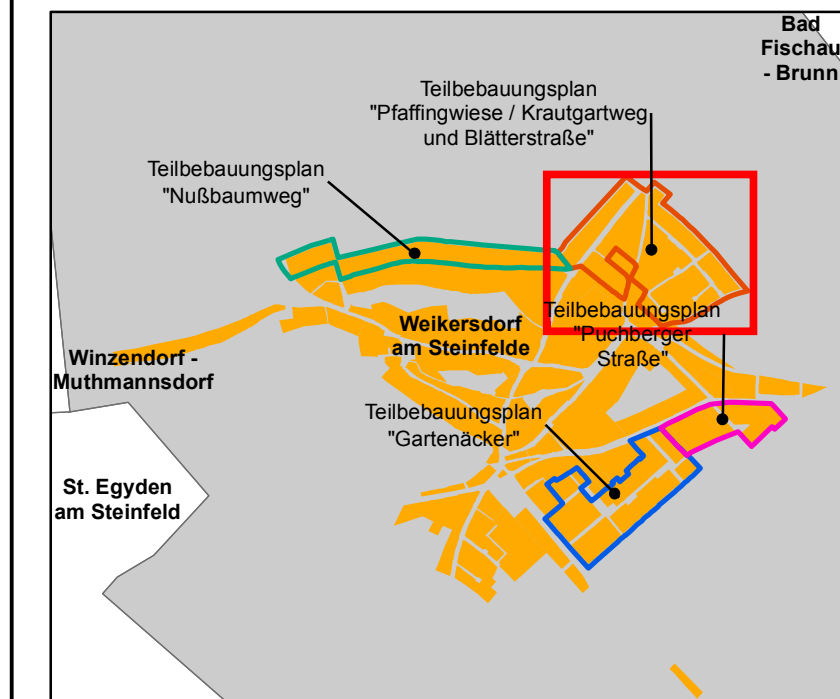 Bad
Fischau
- Brunn
Teilbebauungsplan
"Pfaffingwiese / Krautgartweg
und Blätterstraße"
Teilbebauungsplan
"Nußbaumweg"
Teilbebauungsplan
"Puchberger
Straße"
Weikersdorf
am Steinfelde
Winzendorf -
Muthmannsdorf
Teilbebauungsplan
"Gartenäcker"
St. Egyden
am Steinfeld